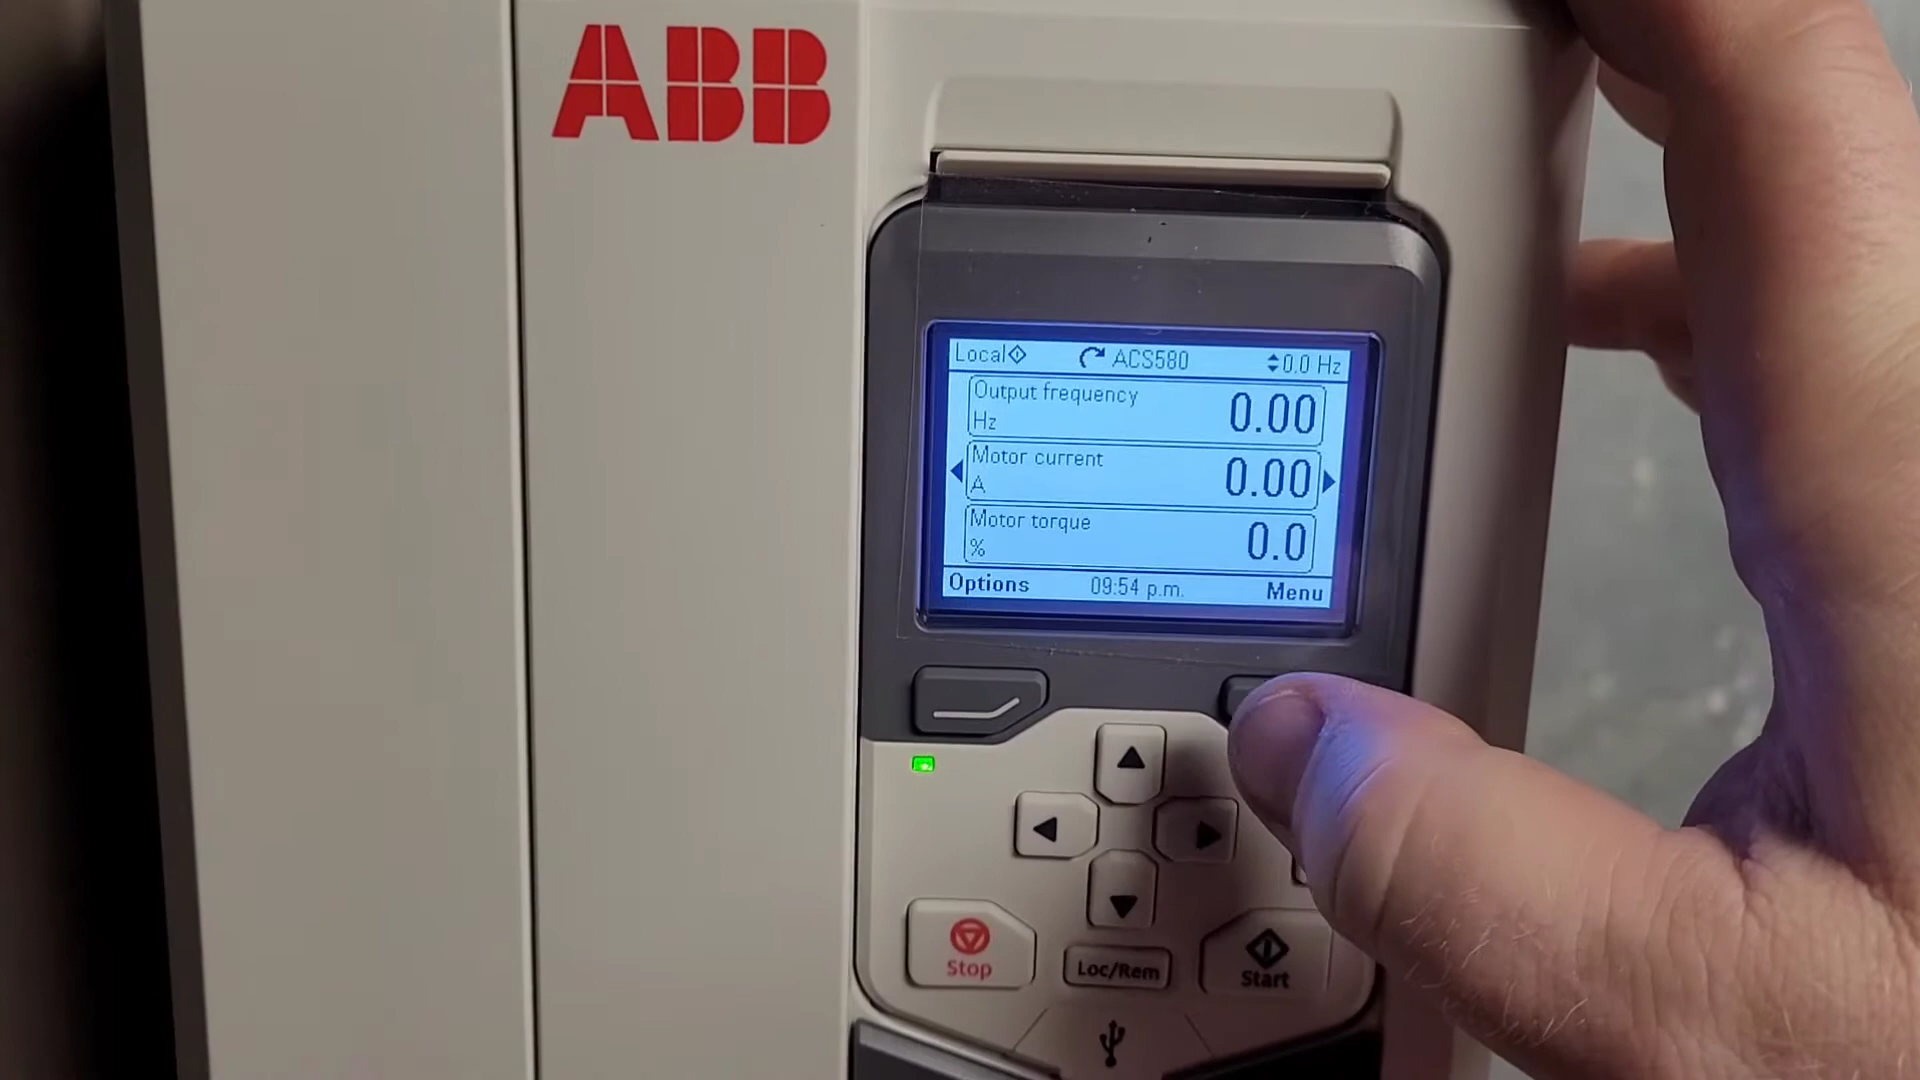 ABB
Local ACS580 0.0 Hz
Output frequency
Hz 0.00
Motor current
A 0.00
Motor torque
% 0.0
Options 09:54 p.m. Menu
Stop Loc/Rem Start